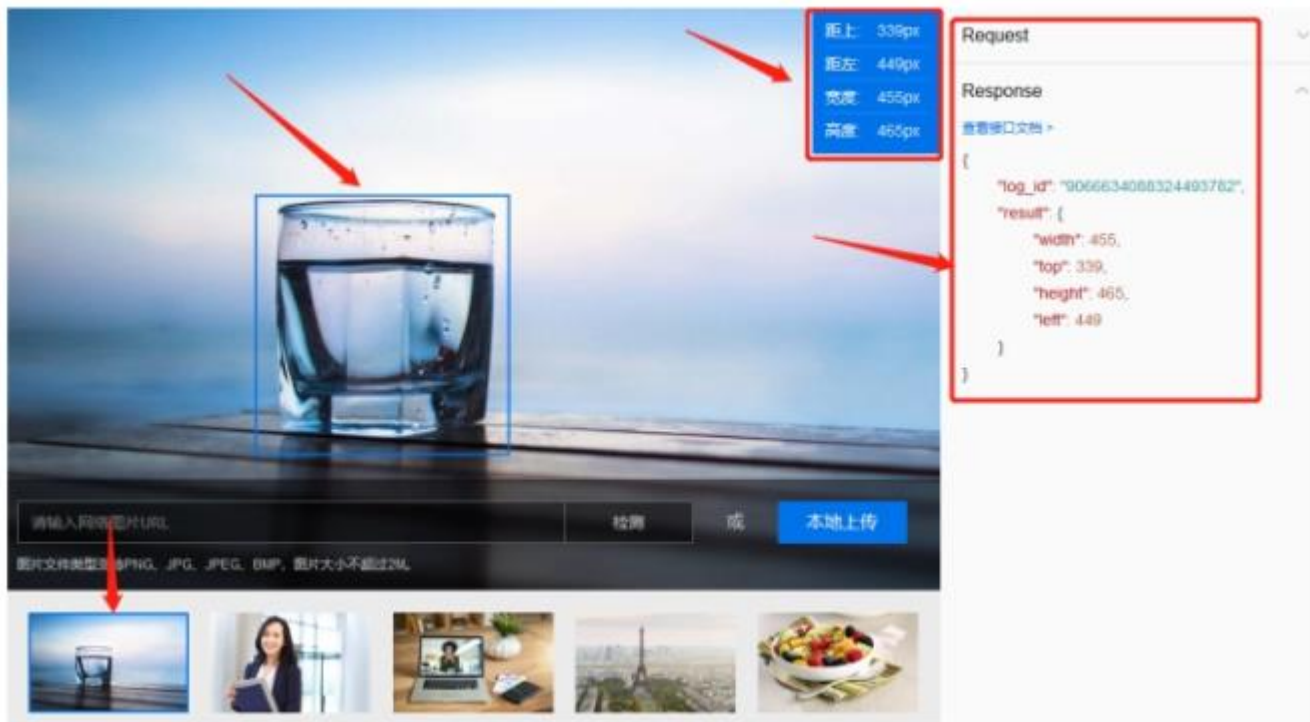 距上: 339px
距左: 449px
宽度: 455px
高度: 465px
请输入网络图片URL
检测
或
本地上传
图片文件类型支持PNG、JPG、JPEG、BMP，图片大小不超过2M。
Request
Response
查看接口文档 >
{
"log_id": "9066634088324493782",
"result": {
"width": 455,
"top": 339,
"height": 465,
"left": 449
}
}